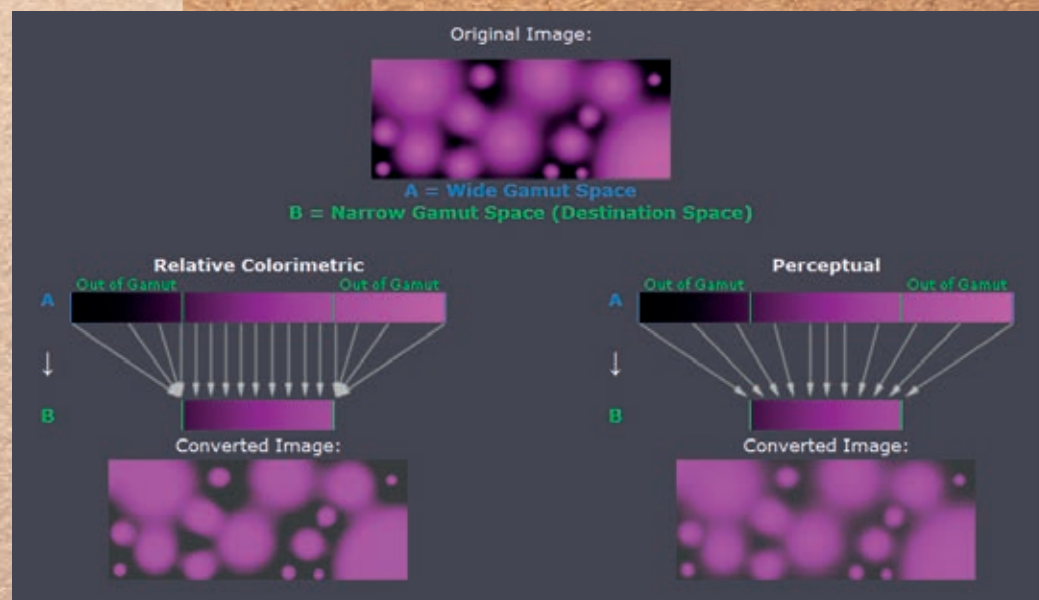 Original Image:
A = Wide Gamut Space
B = Narrow Gamut Space (Destination Space)
Relative Colorimetric
Out of Gamut Out of Gamut
A
↓
B
Converted Image:
Perceptual
Out of Gamut Out of Gamut
A
↓
B
Converted Image: